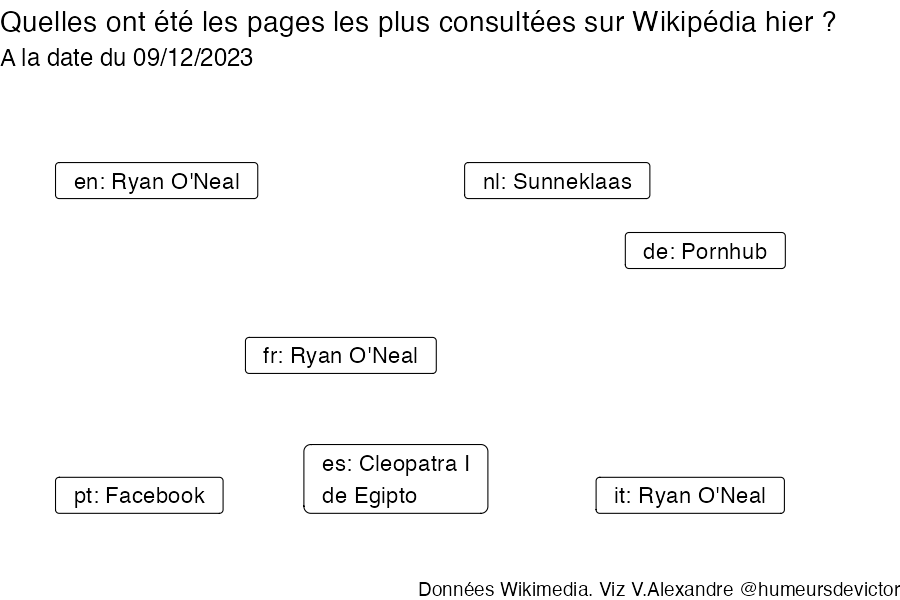 Quelles ont été les pages les plus consultées sur Wikipédia hier ?
A la date du 09/12/2023
en: Ryan O'Neal
nl: Sunneklaas
de: Pornhub
fr: Ryan O'Neal
es: Cleopatra I
de Egipto
pt: Facebook
it: Ryan O'Neal
Données Wikimedia. Viz V.Alexandre @humeursdevictor